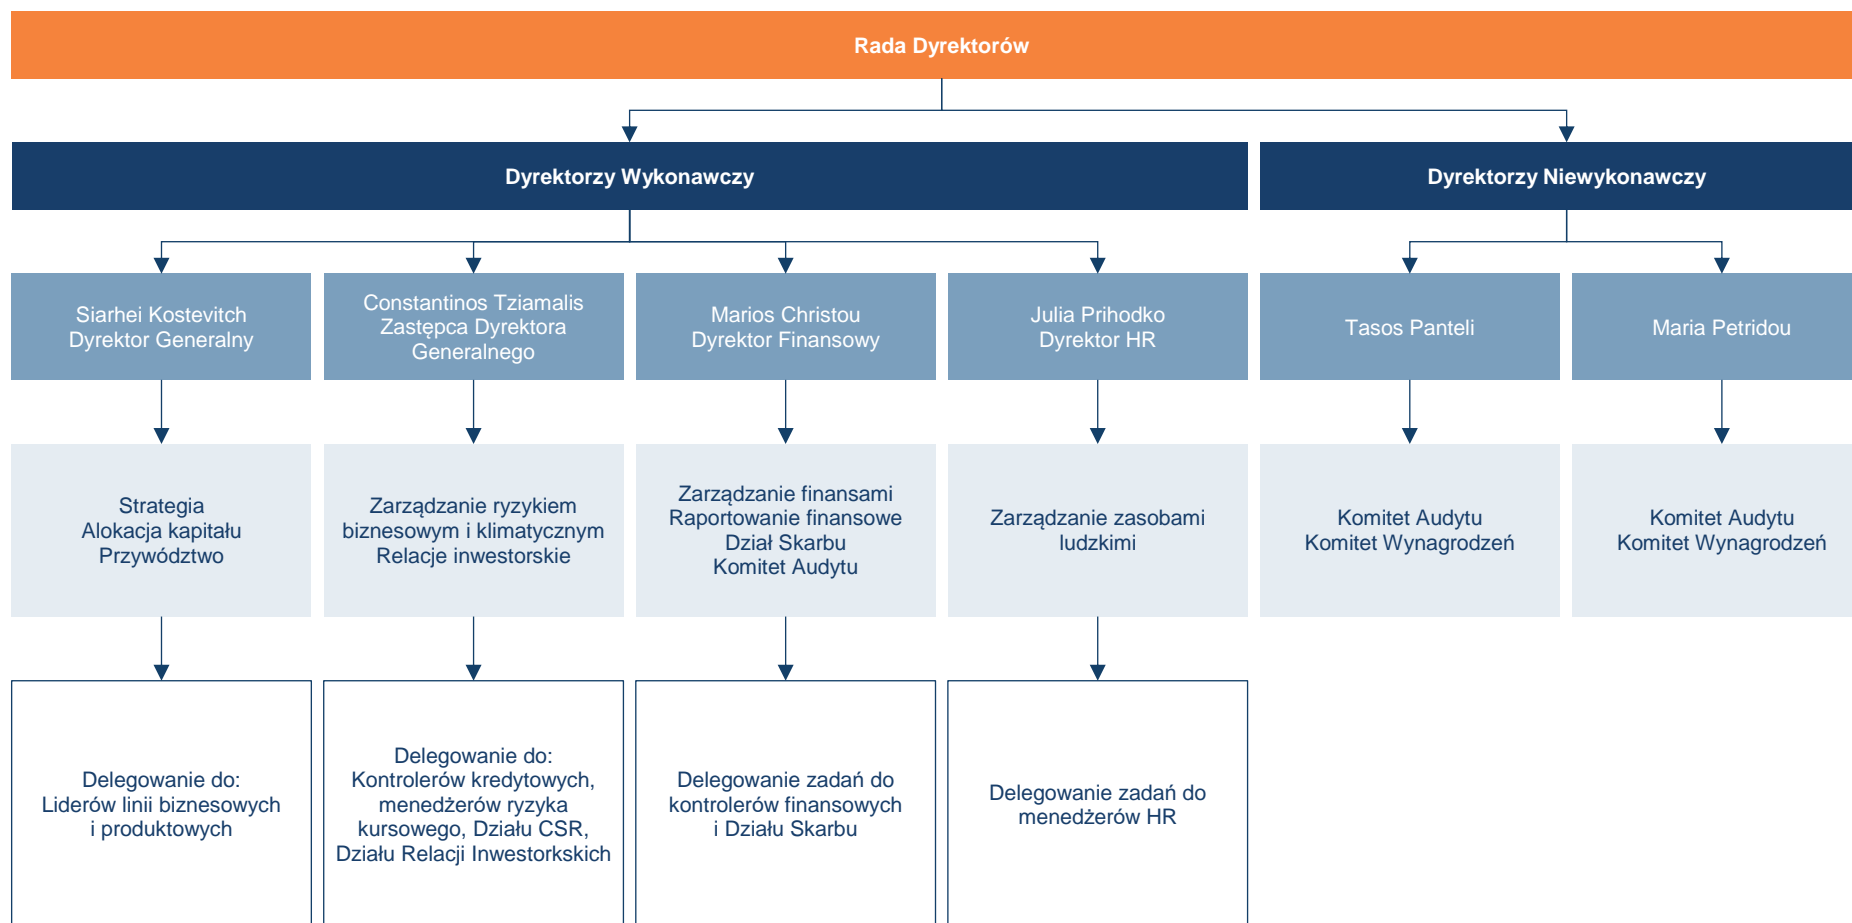 Rada Dyrektorów
Dyrektorzy Wykonawczy
Dyrektorzy Niewykonawczy
Siarhei Kostevitch
Dyrektor Generalny
Constantinos Tziamalis
Zastępca Dyrektora
Generalnego
Marios Christou
Dyrektor Finansowy
Julia Prihodko
Dyrektor HR
Tasos Panteli
Maria Petridou
Strategia
Alokacja kapitału
Przywództwo
Zarządzanie ryzykiem
biznesowym i klimatycznym
Relacje inwestorskie
Zarządzanie finansami
Raportowanie finansowe
Dział Skarbu
Komitet Audytu
Zarządzanie zasobami
ludzkimi
Komitet Audytu
Komitet Wynagrodzeń
Komitet Audytu
Komitet Wynagrodzeń
Delegowanie do:
Liderów linii biznesowych
i produktowych
Delegowanie do:
Kontrolerów kredytowych,
menedżerów ryzyka
kursowego, Działu CSR,
Działu Relacji Inwestorkskich
Delegowanie zadań do
kontrolerów finansowych
i Działu Skarbu
Delegowanie zadań do
menedżerów HR